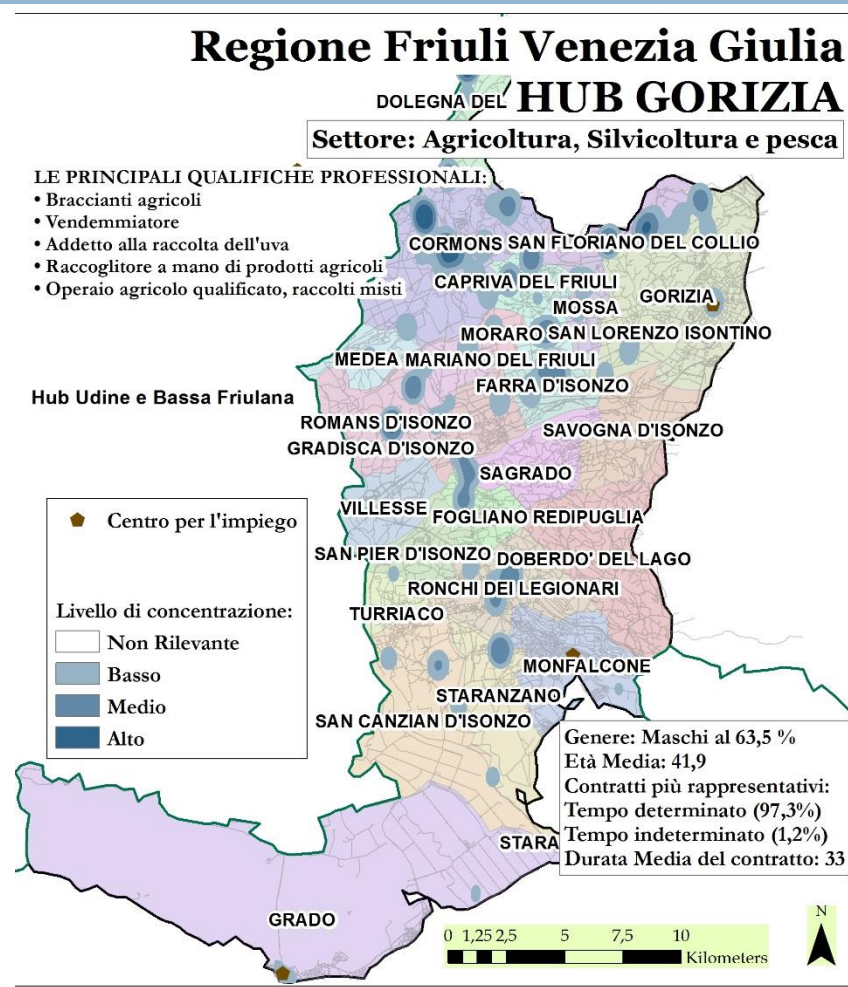 Regione Friuli Venezia Giulia
HUB GORIZIA
DOLEGNA DEL
Settore: Agricoltura, Silvicoltura e pesca
LE PRINCIPALI QUALIFICHE PROFESSIONALI:
• Braccianti agricoli
• Vendemmiatore
• Addetto alla raccolta dell'uva
• Raccoglitore a mano di prodotti agricoli
• Operaio agricolo qualificato, raccolti misti
CORMONS SAN FLORIANO DEL COLLIO
CAPRIVA DEL FRIULI
GORIZIA
MOSSA
MORARO SAN LORENZO ISONTINO
MEDEA MARIANO DEL FRIULI
FARRA D'ISONZO
Hub Udine e Bassa Friulana
ROMANS D'ISONZO
SAVOGNA D'ISONZO
GRADISCA D'ISONZO
SAGRADO
VILLESSE
FOGLIANO REDIPUGLIA
SAN PIER D'ISONZO
DOBERDO' DEL LAGO
RONCHI DEI LEGIONARI
TURRIACO
MONFALCONE
STARANZANO
SAN CANZIAN D'ISONZO
Centro per l'impiego
Livello di concentrazione:
Non Rilevante
Basso
Medio
Alto
Genere: Maschi al 63,5 %
Età Media: 41,9
Contratti più rappresentativi:
Tempo determinato (97,3%)
Tempo indeterminato (1,2%)
Durata Media del contratto: 33
STARA
GRADO
0 1,25 2,5 5 7,5 10
Kilometers
N